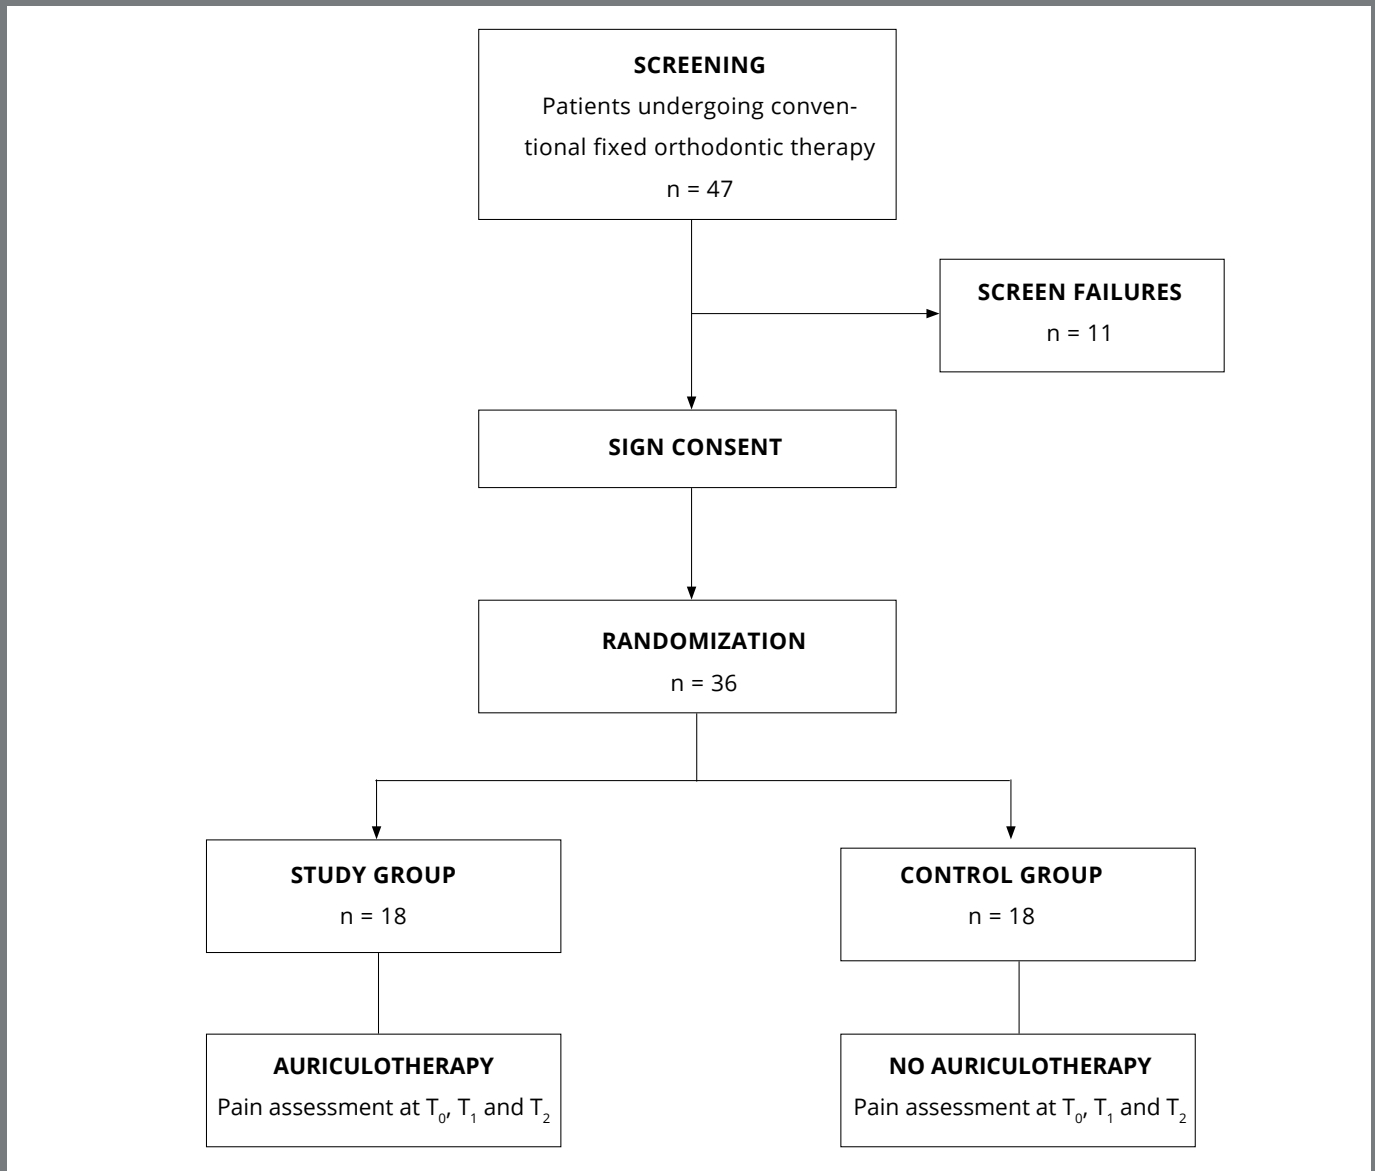 SCREENING
Patients undergoing conven-
tional fixed orthodontic therapy
n = 47
SCREEN FAILURES
n = 11
SIGN CONSENT
RANDOMIZATION
n = 36
STUDY GROUP
n = 18
CONTROL GROUP
n = 18
AURICULOTHERAPY
Pain assessment at T₀, T₁ and T₂
NO AURICULOTHERAPY
Pain assessment at T₀, T₁ and T₂